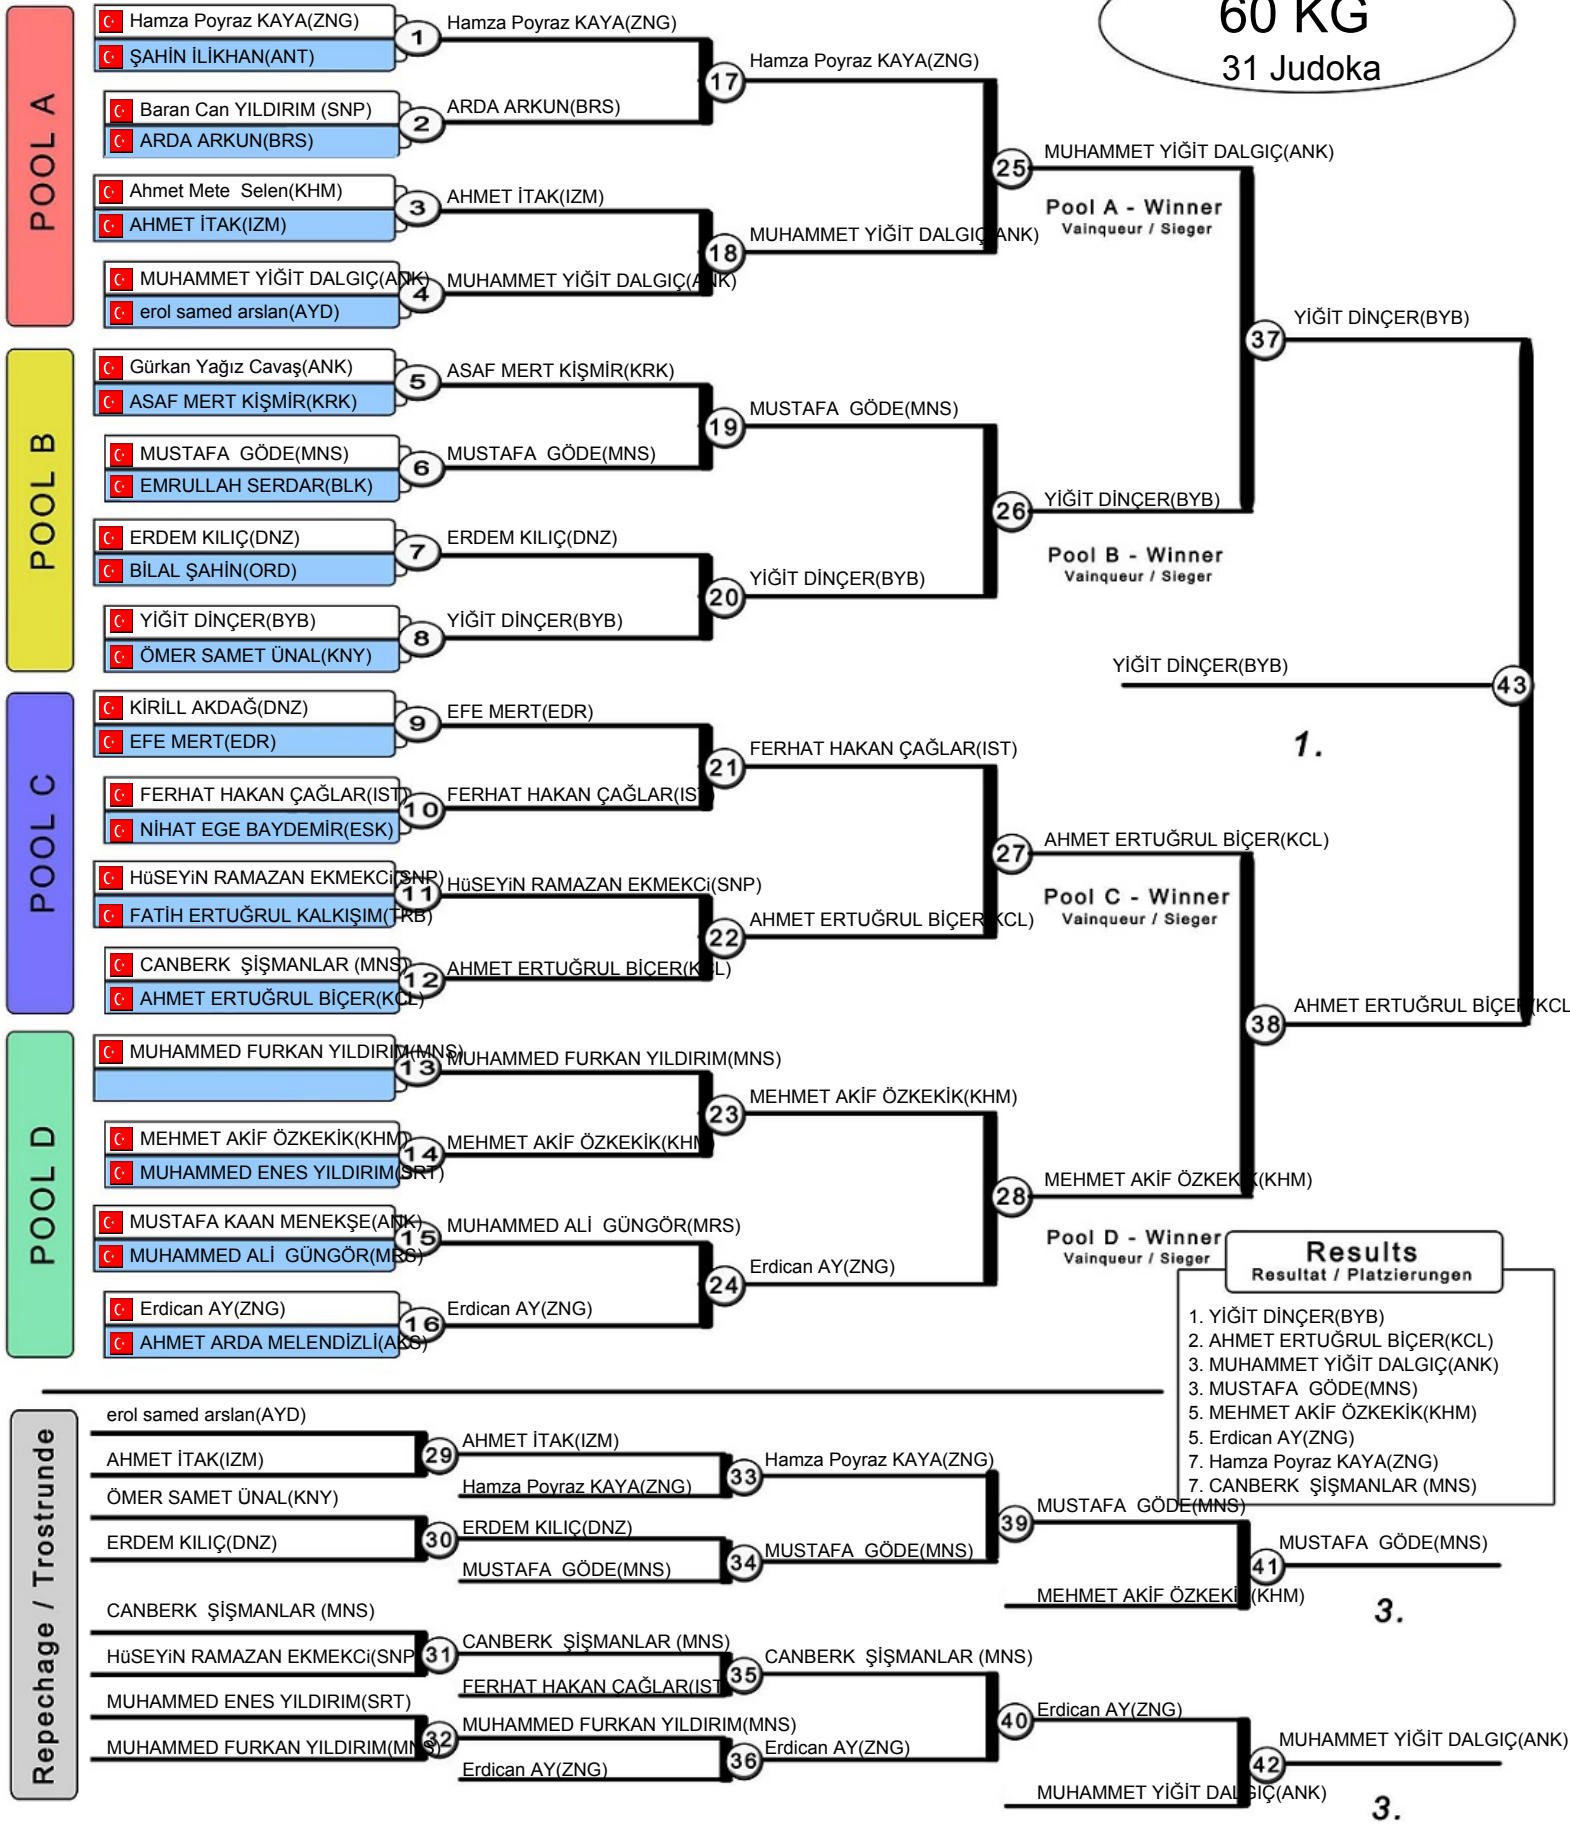 60 KG
31 Judoka
POOL A
Hamza Poyraz KAYA(ZNG)
ŞAHİN İLİKHAN(ANT)
1
Baran Can YILDIRIM (SNP)
ARDA ARKUN(BRS)
2
Ahmet Mete  Selen(KHM)
AHMET İTAK(IZM)
3
MUHAMMET YİĞİT DALGIÇ(ANK)
erol samed arslan(AYD)
4
POOL B
Gürkan Yağız Cavaş(ANK)
ASAF MERT KİŞMİR(KRK)
5
MUSTAFA  GÖDE(MNS)
EMRULLAH SERDAR(BLK)
6
ERDEM KILIÇ(DNZ)
BİLAL ŞAHİN(ORD)
7
YİĞİT DİNÇER(BYB)
ÖMER SAMET ÜNAL(KNY)
8
POOL C
KİRİLL AKDAĞ(DNZ)
EFE MERT(EDR)
9
FERHAT HAKAN ÇAĞLAR(IST)
NİHAT EGE BAYDEMİR(ESK)
10
HüSEYiN RAMAZAN EKMEKCi(SNP)
FATİH ERTUĞRUL KALKIŞIM(TRB)
11
CANBERK  ŞİŞMANLAR (MNS)
AHMET ERTUĞRUL BİÇER(KCL)
12
POOL D
MUHAMMED FURKAN YILDIRIM(MNS)
13
MEHMET AKİF ÖZKEKİK(KHM)
MUHAMMED ENES YILDIRIM(SRT)
14
MUSTAFA KAAN MENEKŞE(ANK)
MUHAMMED ALİ  GÜNGÖR(MRS)
15
Erdican AY(ZNG)
AHMET ARDA MELENDİZLİ(AKS)
16
Hamza Poyraz KAYA(ZNG)
ARDA ARKUN(BRS)
17
AHMET İTAK(IZM)
MUHAMMET YİĞİT DALGIÇ(ANK)
18
ASAF MERT KİŞMİR(KRK)
MUSTAFA  GÖDE(MNS)
19
ERDEM KILIÇ(DNZ)
YİĞİT DİNÇER(BYB)
20
EFE MERT(EDR)
FERHAT HAKAN ÇAĞLAR(IST)
21
HüSEYiN RAMAZAN EKMEKCi(SNP)
AHMET ERTUĞRUL BİÇER(KCL)
22
MUHAMMED FURKAN YILDIRIM(MNS)
MEHMET AKİF ÖZKEKİK(KHM)
23
MUHAMMED ALİ  GÜNGÖR(MRS)
Erdican AY(ZNG)
24
Hamza Poyraz KAYA(ZNG)
MUHAMMET YİĞİT DALGIÇ(ANK)
25
MUSTAFA  GÖDE(MNS)
YİĞİT DİNÇER(BYB)
26
FERHAT HAKAN ÇAĞLAR(IST)
AHMET ERTUĞRUL BİÇER(KCL)
27
MEHMET AKİF ÖZKEKİK(KHM)
Erdican AY(ZNG)
28
MUHAMMET YİĞİT DALGIÇ(ANK)
Pool A - Winner
Vainqueur / Sieger
YİĞİT DİNÇER(BYB)
Pool B - Winner
Vainqueur / Sieger
37
AHMET ERTUĞRUL BİÇER(KCL)
Pool C - Winner
Vainqueur / Sieger
MEHMET AKİF ÖZKEKİK(KHM)
Pool D - Winner
Vainqueur / Sieger
38
YİĞİT DİNÇER(BYB)
AHMET ERTUĞRUL BİÇER(KCL
YİĞİT DİNÇER(BYB)
43
1.
Results
Resultat / Platzierungen
1. YİĞİT DİNÇER(BYB)
2. AHMET ERTUĞRUL BİÇER(KCL)
3. MUHAMMET YİĞİT DALGIÇ(ANK)
3. MUSTAFA  GÖDE(MNS)
5. MEHMET AKİF ÖZKEKİK(KHM)
5. Erdican AY(ZNG)
7. Hamza Poyraz KAYA(ZNG)
7. CANBERK  ŞİŞMANLAR (MNS)
Repechage / Trostrunde
erol samed arslan(AYD)
AHMET İTAK(IZM)
29
ÖMER SAMET ÜNAL(KNY)
ERDEM KILIÇ(DNZ)
30
CANBERK  ŞİŞMANLAR (MNS)
HüSEYiN RAMAZAN EKMEKCi(SNP
31
MUHAMMED ENES YILDIRIM(SRT)
MUHAMMED FURKAN YILDIRIM(MNS)
32
AHMET İTAK(IZM)
Hamza Poyraz KAYA(ZNG)
33
ERDEM KILIÇ(DNZ)
MUSTAFA  GÖDE(MNS)
34
CANBERK  ŞİŞMANLAR (MNS)
FERHAT HAKAN ÇAĞLAR(IST
35
MUHAMMED FURKAN YILDIRIM(MNS)
Erdican AY(ZNG)
36
Hamza Poyraz KAYA(ZNG)
MUSTAFA  GÖDE(MNS)
39
CANBERK  ŞİŞMANLAR (MNS)
Erdican AY(ZNG)
40
MUSTAFA  GÖDE(MNS)
MEHMET AKİF ÖZKEKİK(KHM)
41
Erdican AY(ZNG)
MUHAMMET YİĞİT DALGIÇ(ANK)
42
MUSTAFA  GÖDE(MNS)
3.
MUHAMMET YİĞİT DALGIÇ(ANK)
3.